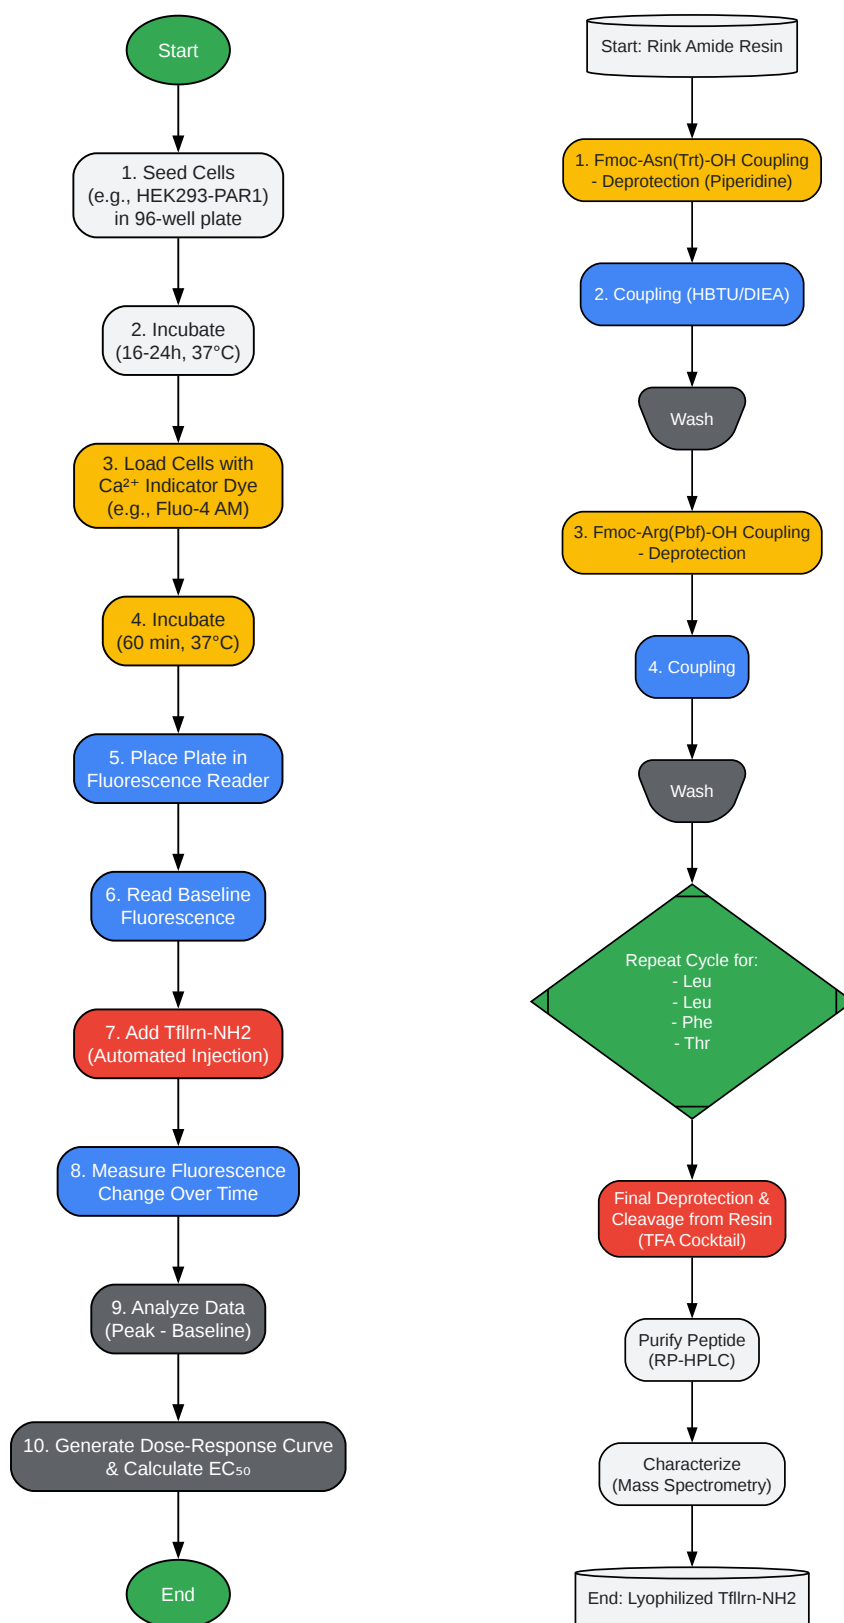 Start
1. Seed Cells
(e.g., HEK293-PAR1)
in 96-well plate
2. Incubate
(16-24h, 37°C)
3. Load Cells with
Ca²⁺ Indicator Dye
(e.g., Fluo-4 AM)
4. Incubate
(60 min, 37°C)
5. Place Plate in
Fluorescence Reader
6. Read Baseline
Fluorescence
7. Add Tfllrn-NH2
(Automated Injection)
8. Measure Fluorescence
Change Over Time
9. Analyze Data
(Peak - Baseline)
10. Generate Dose-Response Curve
& Calculate EC₅₀
End
Start: Rink Amide Resin
1. Fmoc-Asn(Trt)-OH Coupling
- Deprotection (Piperidine)
2. Coupling (HBTU/DIEA)
Wash
3. Fmoc-Arg(Pbf)-OH Coupling
- Deprotection
4. Coupling
Wash
Repeat Cycle for:
- Leu
- Leu
- Phe
- Thr
Final Deprotection &
Cleavage from Resin
(TFA Cocktail)
Purify Peptide
(RP-HPLC)
Characterize
(Mass Spectrometry)
End: Lyophilized Tfllrn-NH2